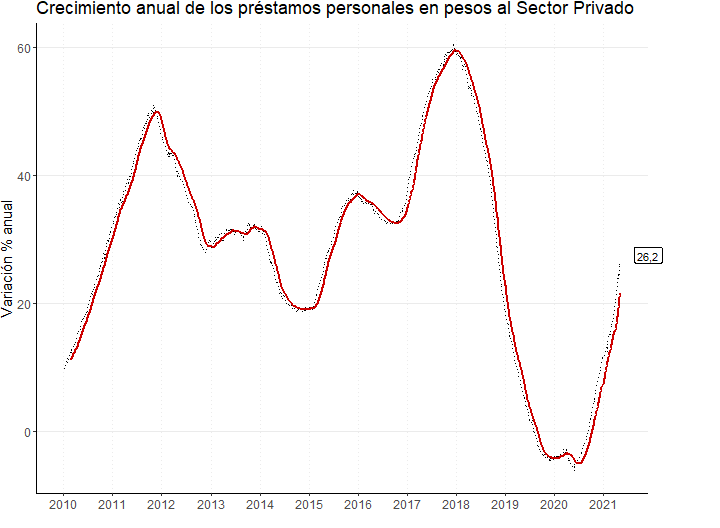 Crecimiento anual de los préstamos personales en pesos al Sector Privado
Variación % anual
60
40
20
0
26,2
2010 2011 2012 2013 2014 2015 2016 2017 2018 2019 2020 2021